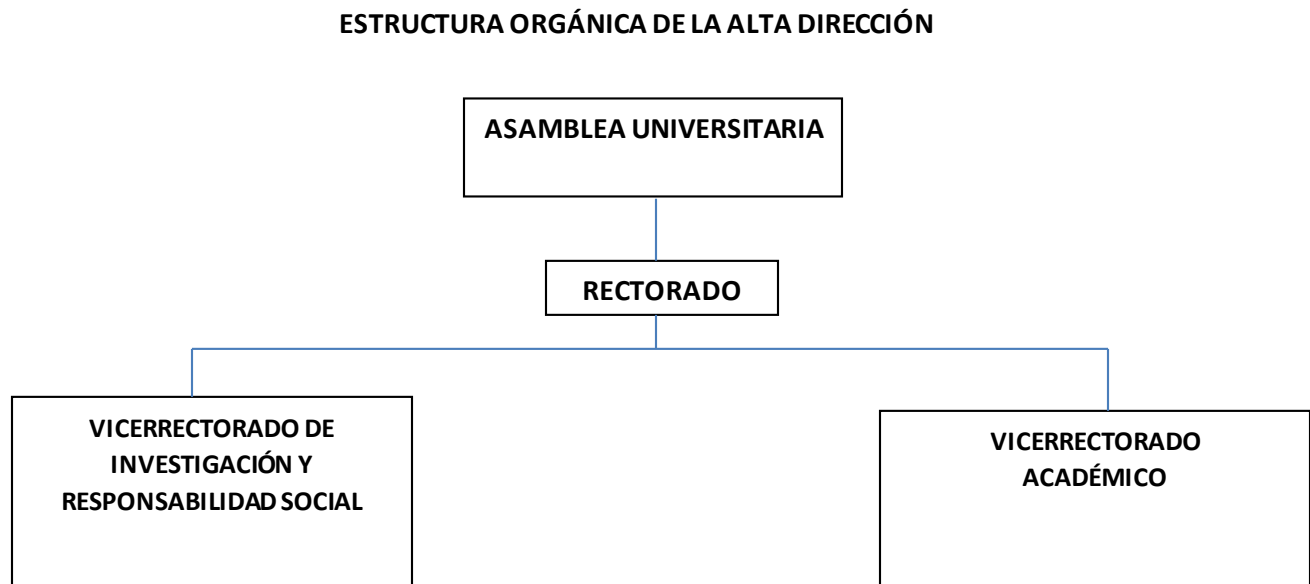 ESTRUCTURA ORGÁNICA DE LA ALTA DIRECCIÓN
ASAMBLEA UNIVERSITARIA
RECTORADO
VICERRECTORADO DE
INVESTIGACIÓN Y
RESPONSABILIDAD SOCIAL
VICERRECTORADO
ACADÉMICO